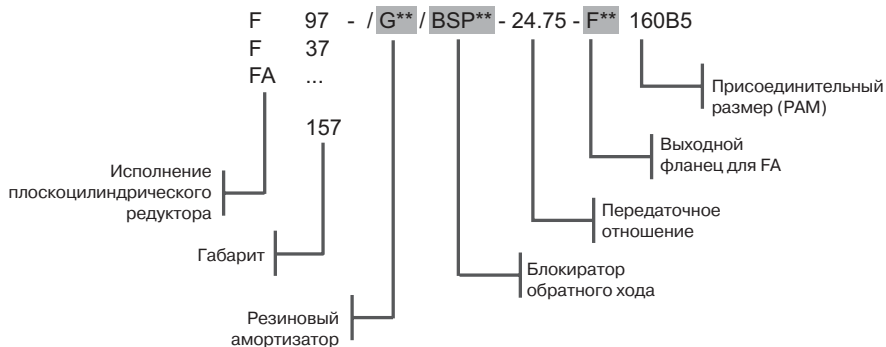 F 97 - / G** / BSP** - 24.75 - F** 160B5
F 37
FA ...
157
Присоединительный
размер (PAM)
Выходной
фланец для FA
Исполнение
плоскоцилиндрического
редуктора
Передаточное
отношение
Габарит
Блокиратор
обратного хода
Резиновый
амортизатор